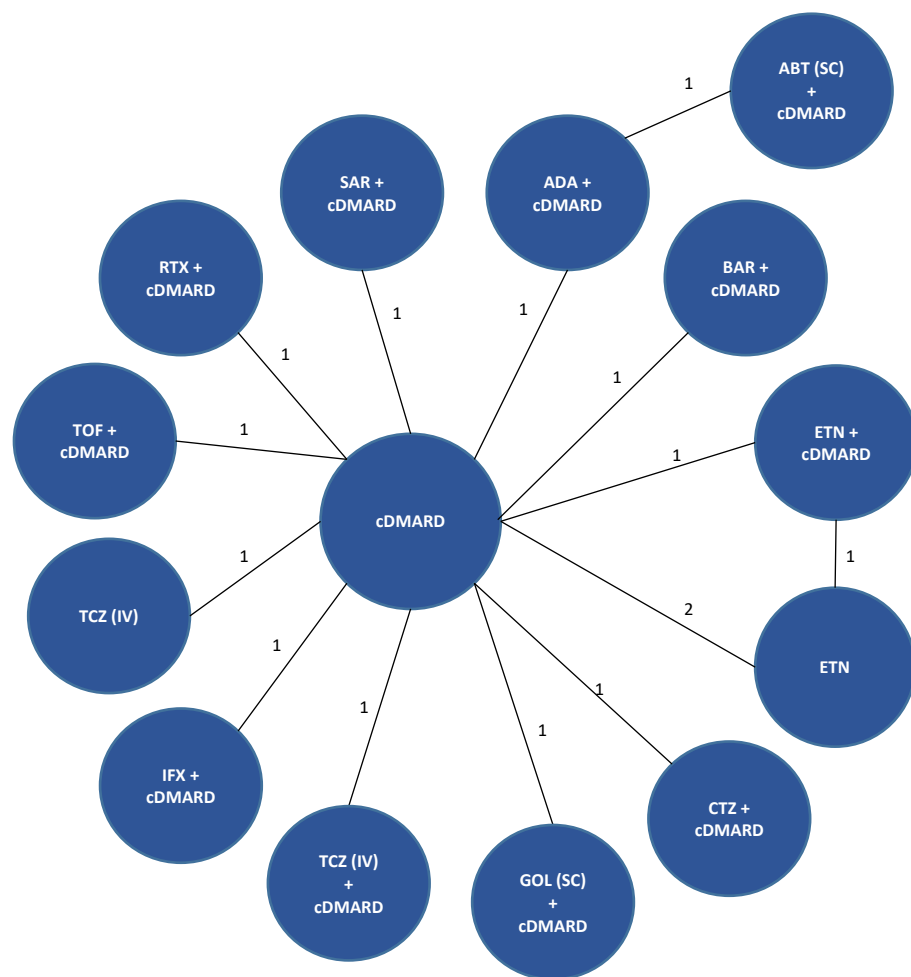 ABT (SC)
+
cDMARD
1
SAR +
cDMARD
ADA +
cDMARD
RTX +
cDMARD
BAR +
cDMARD
1
1
1
1
TOF +
cDMARD
1
ETN +
cDMARD
1
cDMARD
1
1
TCZ (IV)
2
ETN
1
1
1
1
IFX +
cDMARD
CTZ +
cDMARD
TCZ (IV)
+
cDMARD
GOL (SC)
+
cDMARD